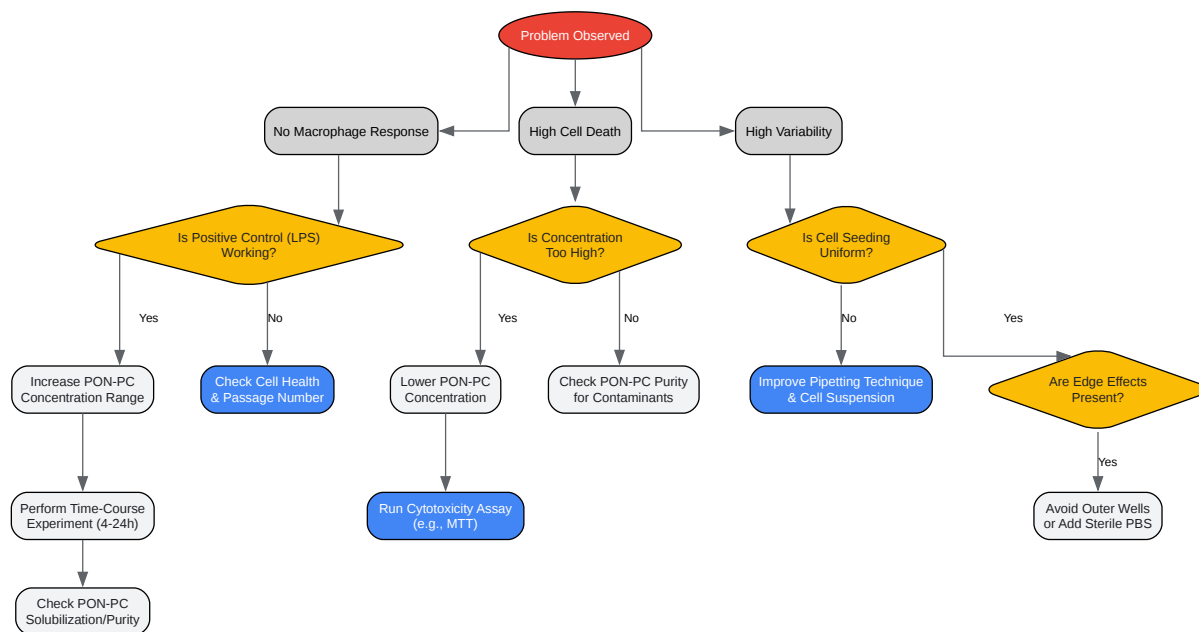 Problem Observed
No Macrophage Response
High Cell Death
High Variability
Is Positive Control (LPS)
Working?
Is Concentration
Too High?
Is Cell Seeding
Uniform?
Yes
No
Yes
No
No
Yes
Increase PON-PC
Concentration Range
Check Cell Health
& Passage Number
Lower PON-PC
Concentration
Check PON-PC Purity
for Contaminants
Improve Pipetting Technique
& Cell Suspension
Are Edge Effects
Present?
Yes
Perform Time-Course
Experiment (4-24h)
Run Cytotoxicity Assay
(e.g., MTT)
Avoid Outer Wells
or Add Sterile PBS
Check PON-PC
Solubilization/Purity